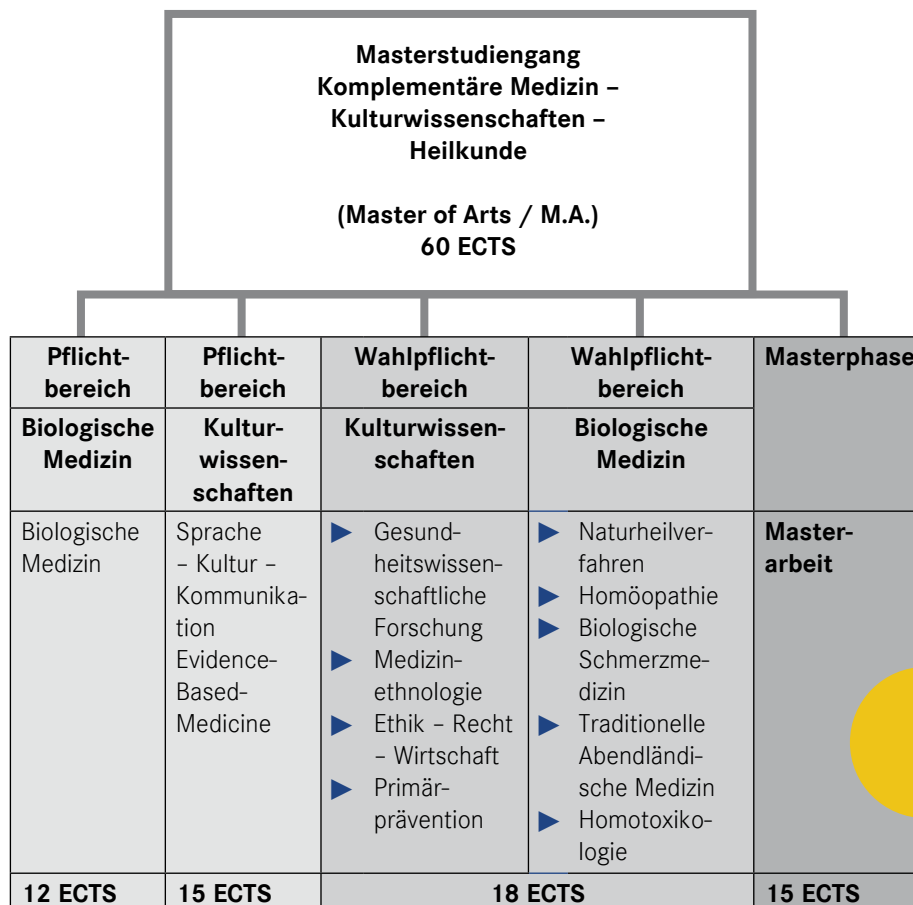 Masterstudiengang
Komplementäre Medizin –
Kulturwissenschaften –
Heilkunde
(Master of Arts / M.A.)
60 ECTS
Pflicht-
bereich
Pflicht-
bereich
Wahlpflicht-
bereich
Wahlpflicht-
bereich
Masterphase
Biologische
Medizin
Kultur-
wissen-
schaften
Kulturwissen-
schaften
Biologische
Medizin
Biologische
Medizin
Sprache
– Kultur –
Kommunika-
tion
Evidence-
Based-
Medicine
Gesund-
heitswissen-
schaftliche
Forschung
Medizin-
ethnologie
Ethik – Recht
– Wirtschaft
Primär-
prävention
Naturheilver-
fahren
Homöopathie
Biologische
Schmerzme-
dizin
Traditionelle
Abendländi-
sche Medizin
Homotoxiko-
logie
Master-
arbeit
12 ECTS
15 ECTS
18 ECTS
15 ECTS